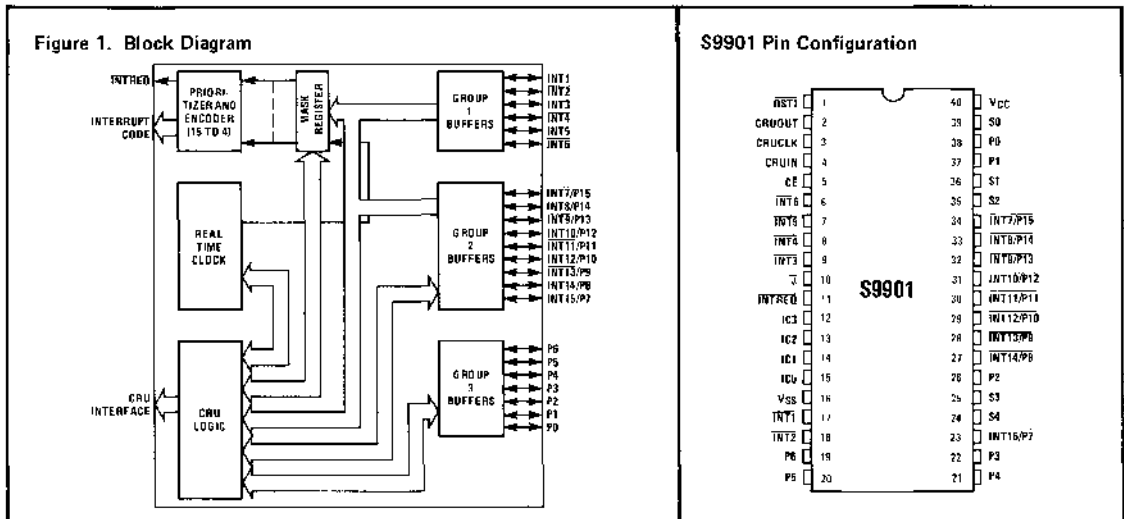 Figure 1. Block Diagram
INTREQ
PRIORI-
TIZER AND
ENCODER
(15 TO 4)
INTERRUPT
CODE
MASK
REGISTER
GROUP
1
BUFFERS
INT1
INT2
INT3
INT4
INT5
INT6
REAL
TIME
CLOCK
GROUP
2
BUFFERS
INT7/P15
INT8/P14
INT9/P13
INT10/P12
INT11/P11
INT12/P10
INT13/P9
INT14/P8
INT15/P7
CRU
INTERFACE
CRU
LOGIC
GROUP
3
BUFFERS
P6
P5
P4
P3
P2
P1
P0
S9901 Pin Configuration
S9901
RST1 1
CRUOUT 2
CRUCLK 3
CRUIN 4
CE 5
INT6 6
INT5 7
INT4 8
INT3 9
10
INTREQ 11
IC3 12
IC2 13
IC1 14
IC0 15
VSS 16
INT1 17
INT2 18
P6 19
P5 20
40 VCC
39 S0
38 P0
37 P1
36 S1
35 S2
34 INT7/P15
33 INT8/P14
32 INT9/P13
31 INT10/P12
30 INT11/P11
29 INT12/P10
28 INT13/P9
27 INT14/P8
26 P2
25 S3
24 S4
23 INT15/P7
22 P3
21 P4